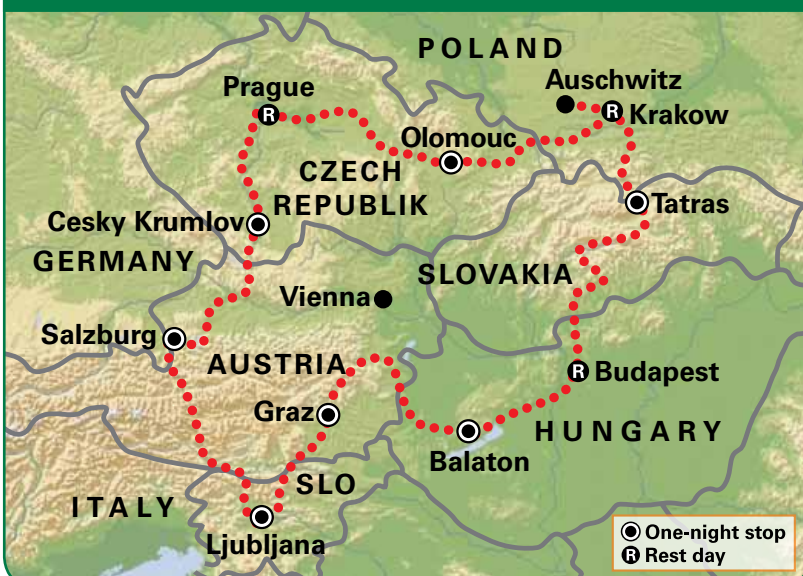 POLAND
Auschwitz
Prague
R
R Krakow
Olomouc
CZECH
REPUBLIK
Tatras
Cesky Krumlov
GERMANY
SLOVAKIA
Vienna
Salzburg
AUSTRIA
R Budapest
Graz
HUNGARY
Balaton
SLO
ITALY
Ljubljana
One-night stop
R Rest day